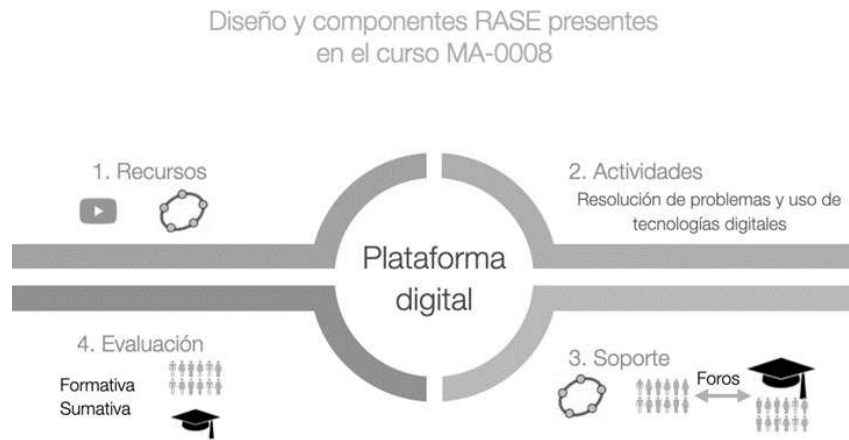 Diseño y componentes RASE presentes
en el curso MA-0008
1. Recursos
2. Actividades
Resolución de problemas y uso de
tecnologías digitales
Plataforma
digital
4. Evaluación
Formativa
Sumativa
3. Soporte
Foros